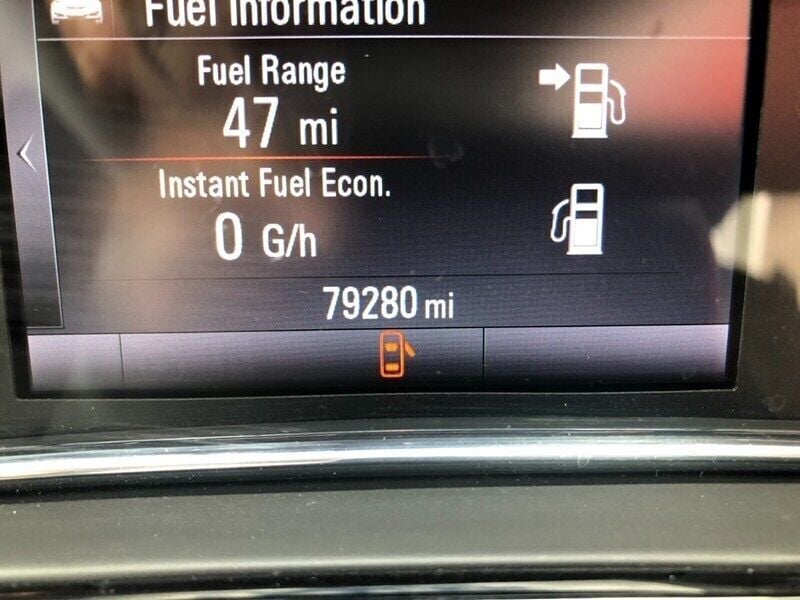 Fuel Information
Fuel Range
47 mi
Instant Fuel Econ.
0 G/h
79280 mi